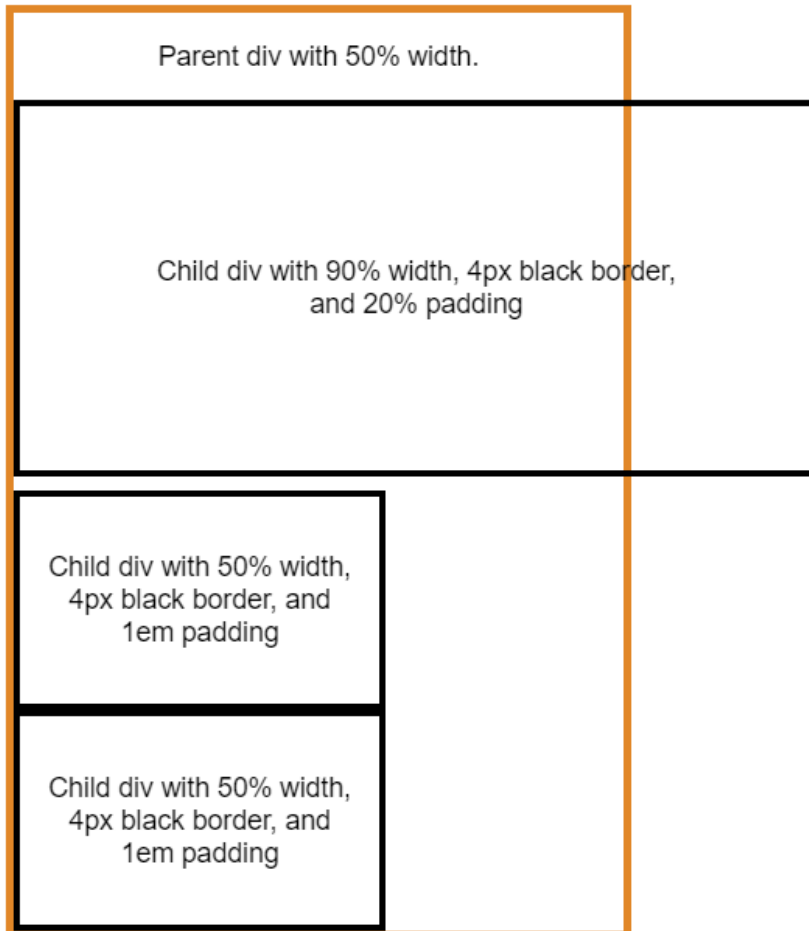 Parent div with 50% width.
Child div with 90% width, 4px black border,
and 20% padding
Child div with 50% width,
4px black border, and
1em padding
Child div with 50% width,
4px black border, and
1em padding